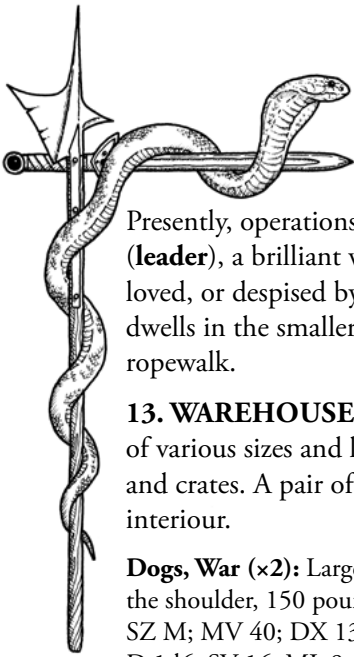 Presently, operations
(leader), a brilliant
loved, or despised by
dwells in the smaller
ropewalk.
13. WAREHOUSE
of various sizes and
and crates. A pair of
interiour.
Dogs, War (×2): Large
the shoulder, 150
SZ M; MV 40; DX 13